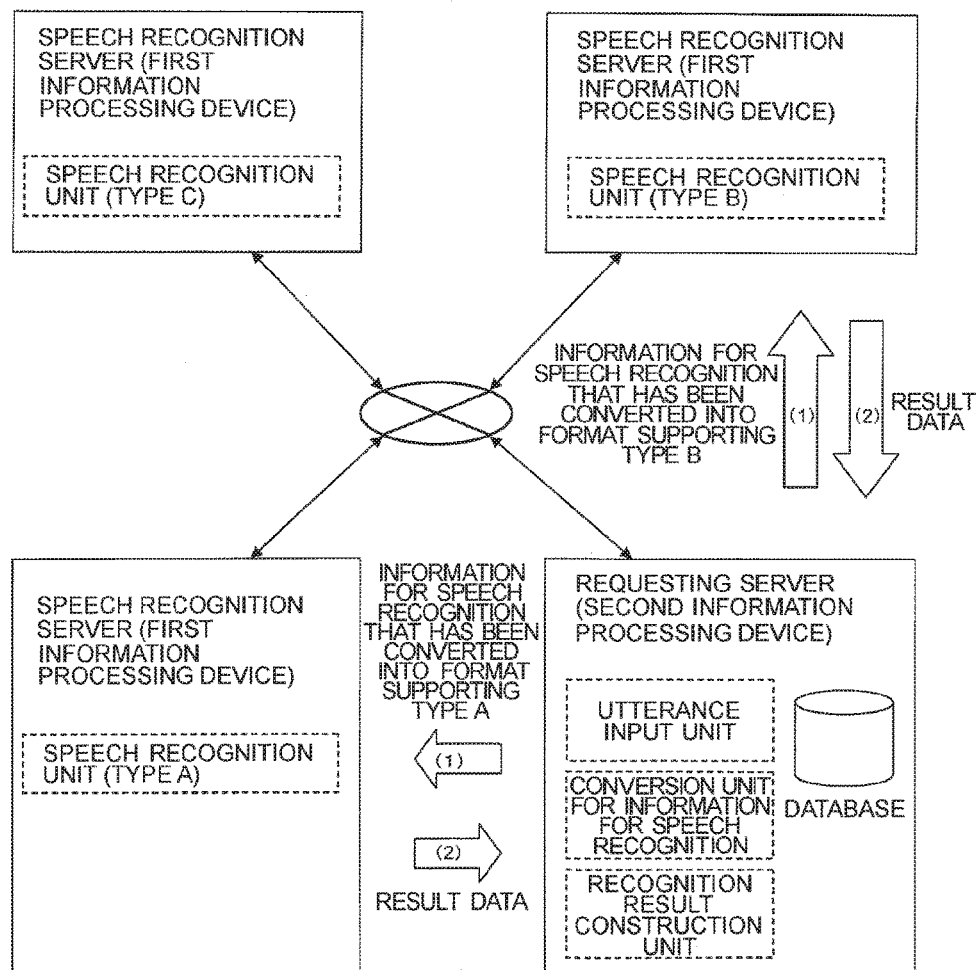 SPEECH RECOGNITION
SERVER (FIRST
INFORMATION
PROCESSING DEVICE)
SPEECH RECOGNITION
UNIT (TYPE C)
SPEECH RECOGNITION
SERVER (FIRST
INFORMATION
PROCESSING DEVICE)
SPEECH RECOGNITION
UNIT (TYPE B)
INFORMATION FOR
SPEECH RECOGNITION
THAT HAS BEEN
CONVERTED INTO
FORMAT SUPPORTING
TYPE B
(1)
(2)
RESULT
DATA
SPEECH RECOGNITION
SERVER (FIRST
INFORMATION
PROCESSING DEVICE)
SPEECH RECOGNITION
UNIT (TYPE A)
INFORMATION
FOR SPEECH
RECOGNITION
THAT HAS BEEN
CONVERTED
INTO FORMAT
SUPPORTING
TYPE A
(1)
(2)
RESULT DATA
REQUESTING SERVER
(SECOND INFORMATION
PROCESSING DEVICE)
UTTERANCE
INPUT UNIT
CONVERSION UNIT
FOR INFORMATION
FOR SPEECH
RECOGNITION
RECOGNITION
RESULT
CONSTRUCTION
UNIT
DATABASE